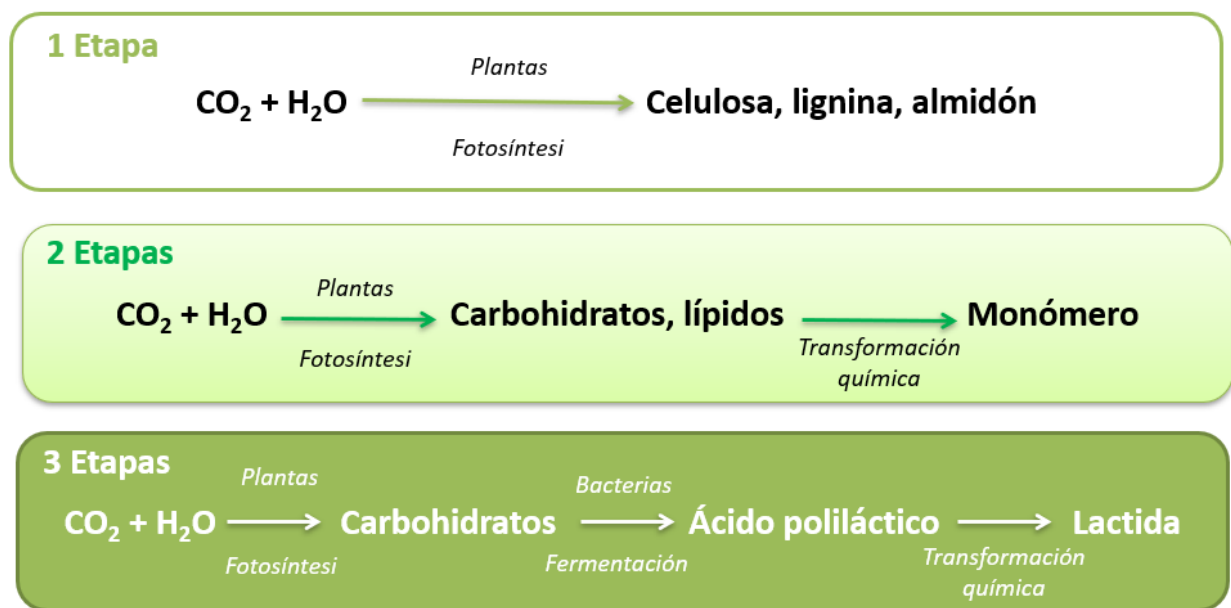 1 Etapa
Plantas
CO₂ + H₂O Celulosa, lignina, almidón
Fotosíntesi
2 Etapas
Plantas
CO₂ + H₂O Carbohidratos, lípidos Monómero
Fotosíntesi Transformación
química
3 Etapas
Plantas Bacterias
CO₂ + H₂O Carbohidratos Ácido poliláctico Lactida
Fotosíntesi Fermentación Transformación
química